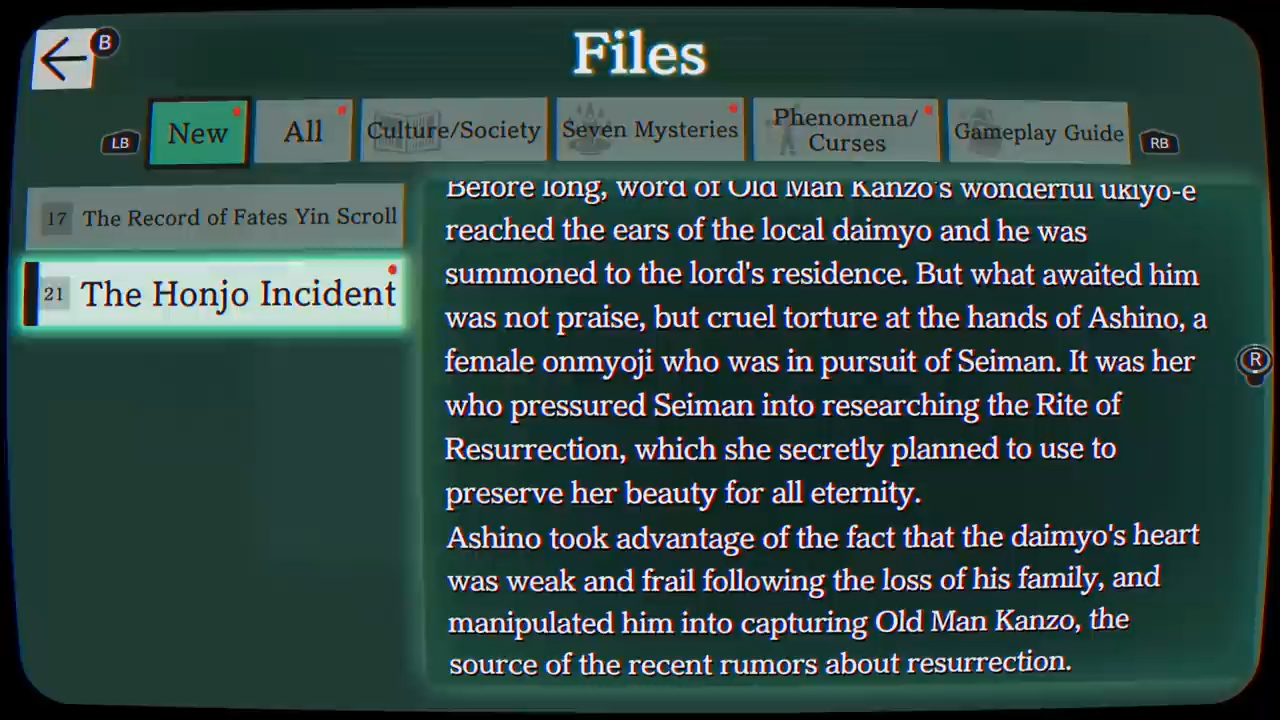 B
Files
LB
New
All
Culture/Society
Seven Mysteries
Phenomena/
Curses
Gameplay Guide
RB
17 The Record of Fates Yin Scroll
21 The Honjo Incident
Before long, word of Old Man Kanzo's wonderful ukiyo-e
reached the ears of the local daimyo and he was
summoned to the lord's residence. But what awaited him
was not praise, but cruel torture at the hands of Ashino, a
female onmyoji who was in pursuit of Seiman. It was her
who pressured Seiman into researching the Rite of
Resurrection, which she secretly planned to use to
preserve her beauty for all eternity.
Ashino took advantage of the fact that the daimyo's heart
was weak and frail following the loss of his family, and
manipulated him into capturing Old Man Kanzo, the
source of the recent rumors about resurrection.
R